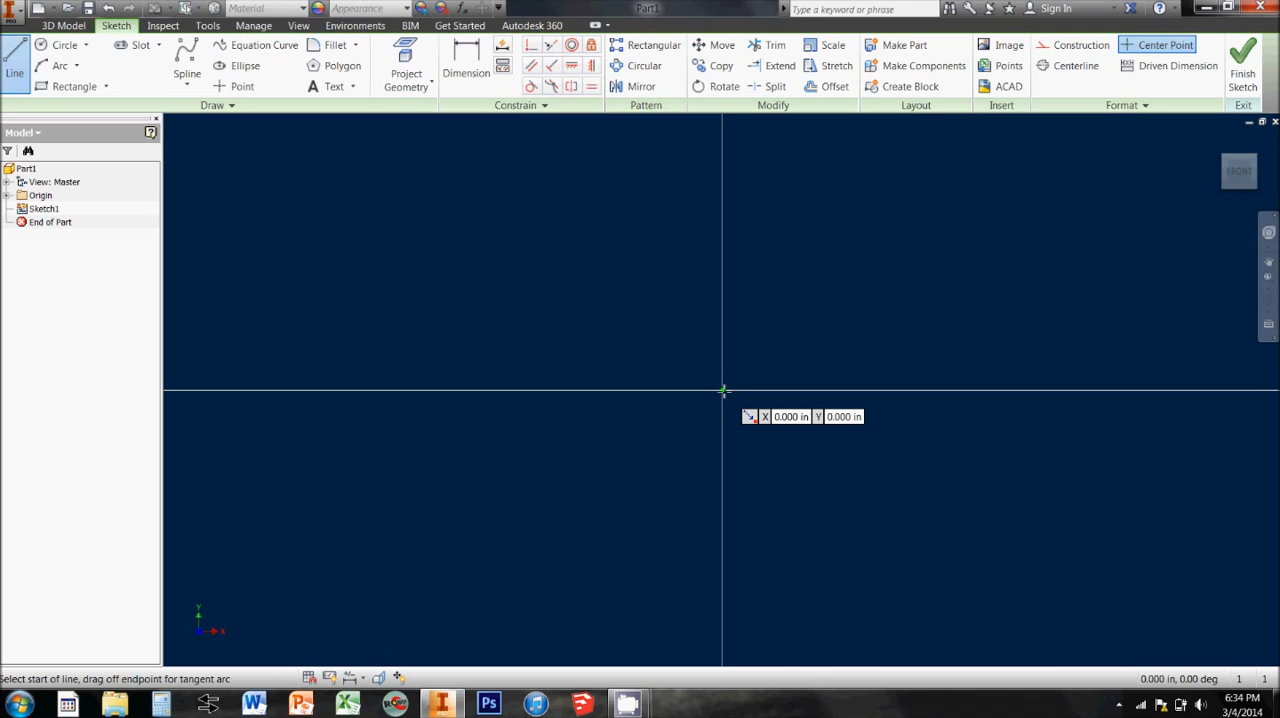 PRO
Material
Appearance
Part1
Type a keyword or phrase
Sign In
3D Model
Sketch
Inspect
Tools
Manage
View
Environments
BIM
Get Started
Autodesk 360
Line
Circle
Arc
Rectangle
Slot
Spline
Equation Curve
Ellipse
Point
Fillet
Polygon
Text
Project
Geometry
Dimension
Rectangular
Circular
Mirror
Move
Copy
Rotate
Trim
Extend
Split
Scale
Stretch
Offset
Make Part
Make Components
Create Block
Image
Points
ACAD
Construction
Centerline
Center Point
Driven Dimension
Finish
Sketch
Draw
Constrain
Pattern
Modify
Layout
Insert
Format
Exit
Model
Part1
View: Master
Origin
Sketch1
End of Part
FRONT
X 0.000 in Y 0.000 in
Y
X
Select start of line, drag off endpoint for tangent arc
0.000 in, 0.00 deg 1 1
6:34 PM
3/4/2014